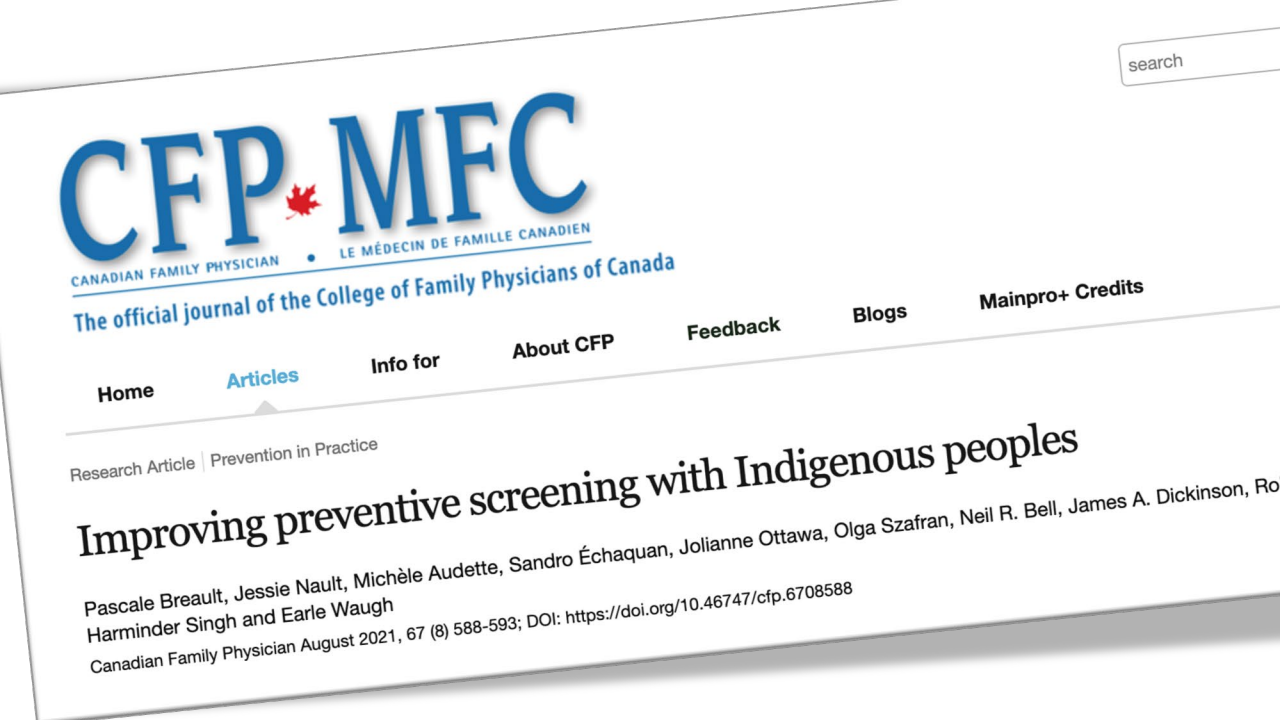 search
CFP MFC
CANADIAN FAMILY PHYSICIAN • LE MÉDECIN DE FAMILLE CANADIEN
The official journal of the College of Family Physicians of Canada
Home Articles Info for About CFP Feedback Blogs Mainpro+ Credits
Research Article | Prevention in Practice
Improving preventive screening with Indigenous peoples
Pascale Breault, Jessie Nault, Michèle Audette, Sandro Échaquan, Jolianne Ottawa, Olga Szafran, Neil R. Bell, James A. Dickinson,
Harminder Singh and Earle Waugh
Canadian Family Physician August 2021, 67 (8) 588-593; DOI: https://doi.org/10.46747/cfp.6708588